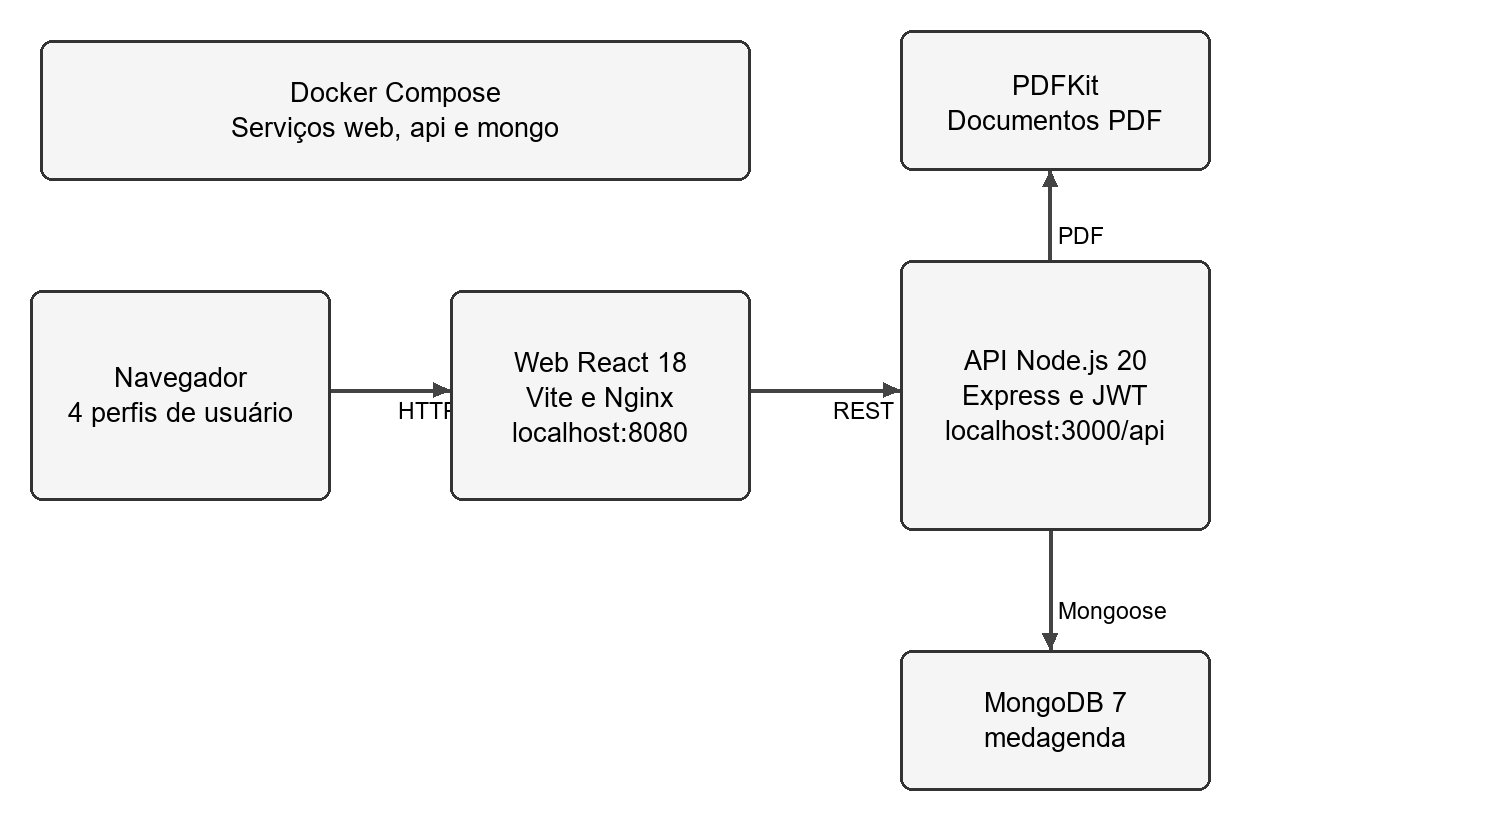 Docker Compose
Serviços web, api e mongo
PDFKit
Documentos PDF
PDF
Navegador
4 perfis de usuário
HTTP
Web React 18
Vite e Nginx
localhost:8080
REST
API Node.js 20
Express e JWT
localhost:3000/api
Mongoose
MongoDB 7
medagenda